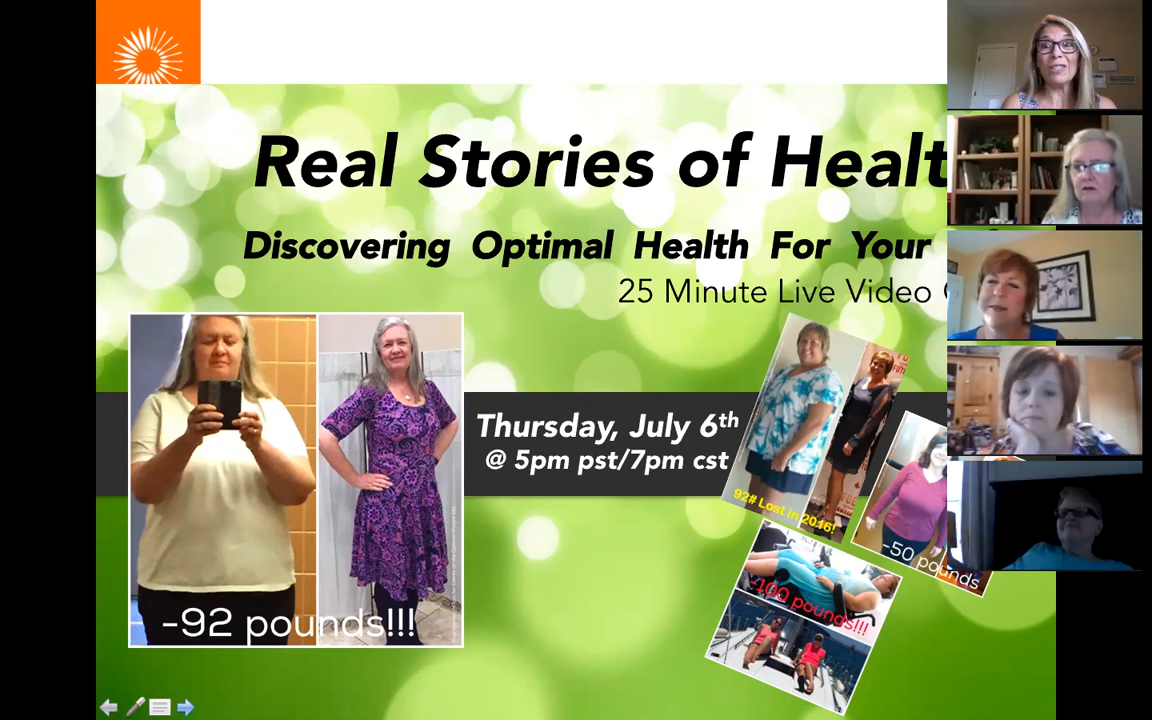 Real Stories of Healt
Discovering Optimal Health For Your
25 Minute Live Video
Thursday, July 6th
@ 5pm pst/7pm cst
-92 pounds!!!
92# Lost in 2016!
-50 pounds
-100 pounds!!!